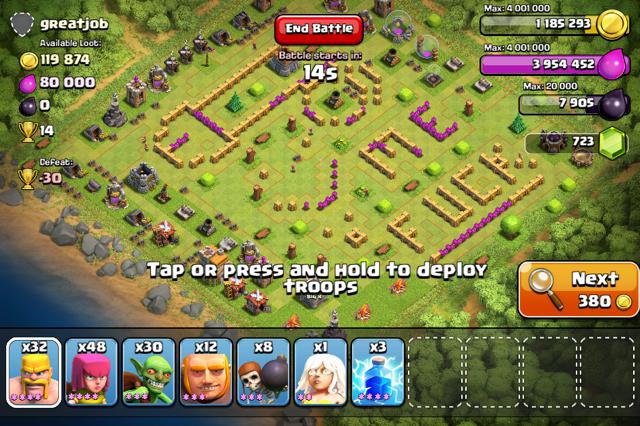 greatjob
Available Loot:
119 874
80 000
0
14
Defeat:
-30
End Battle
Battle starts in:
14s
Max: 4 001 000
1 185 293
Max: 4 001 000
3 954 452
Max: 20 000
7 905
723
FUCK
Tap or press and hold to deploy
troops
Next
380
x32
x48
x30
x12
x8
x1
x3